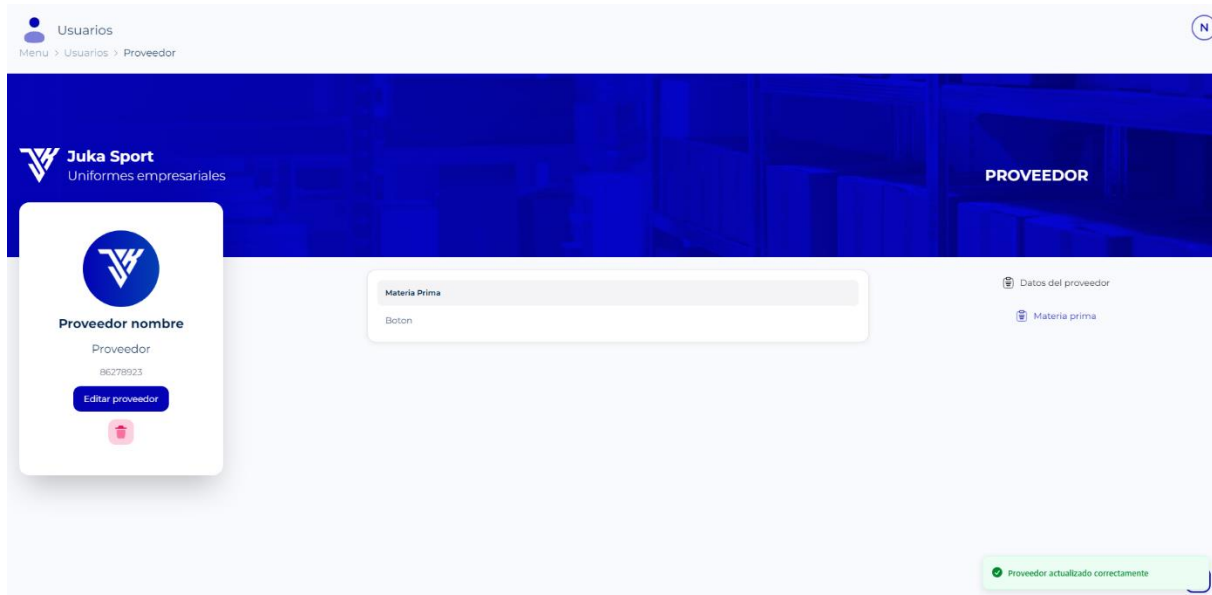 Usuarios
N
Menu > Usuarios > Proveedor
Juka Sport
Uniformes empresariales
PROVEEDOR
Proveedor nombre
Proveedor
86278923
Editar proveedor
Materia Prima
Boton
Datos del proveedor
Materia prima
Proveedor actualizado correctamente